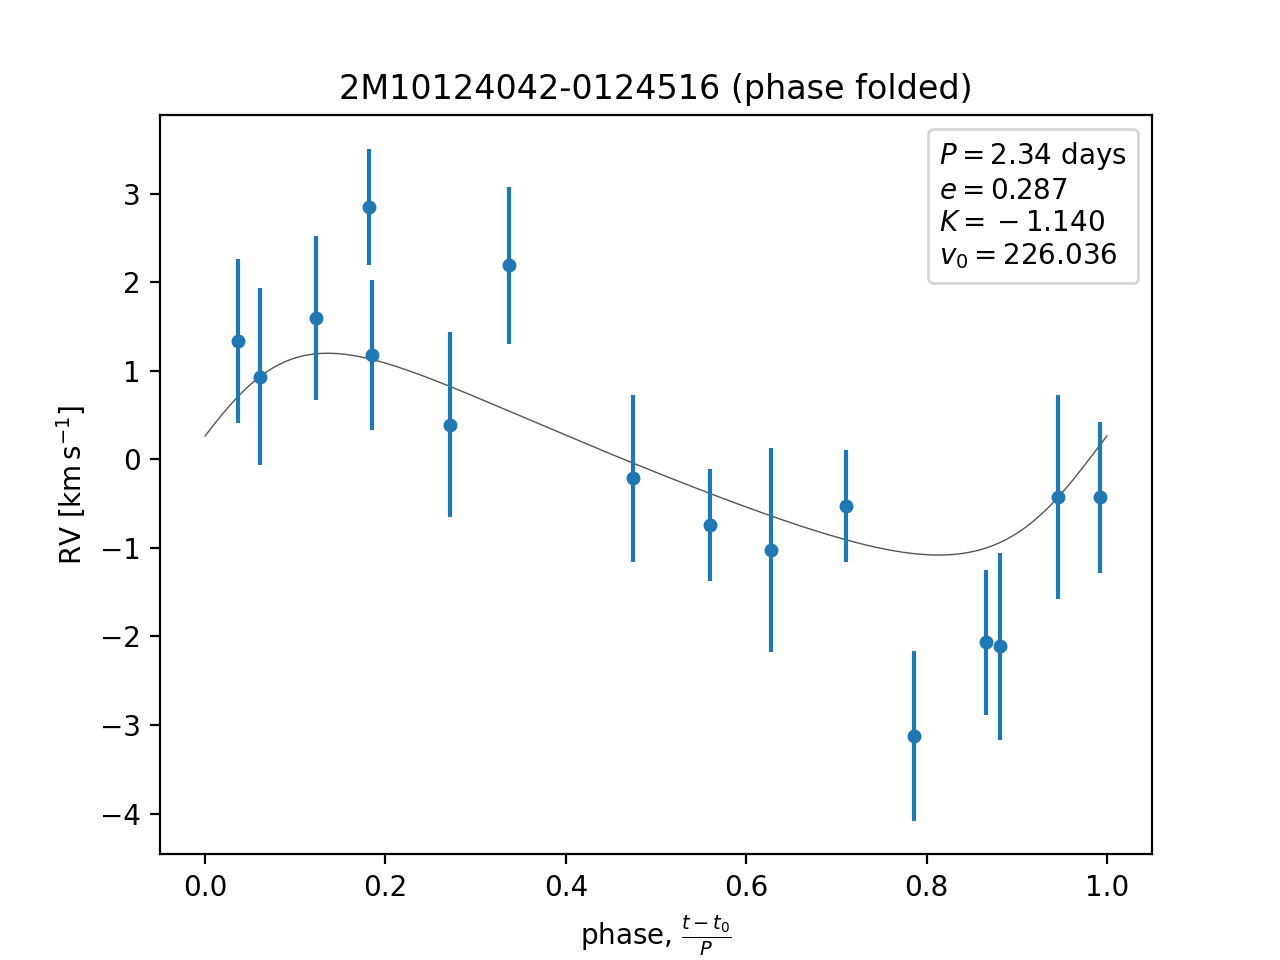 2M10124042-0124516 (phase folded)
P = 2.34 days
e = 0.287
K = −1.140
v₀ = 226.036
RV [km s⁻¹]
3
2
1
0
−1
−2
−3
−4
0.0 0.2 0.4 0.6 0.8 1.0
phase, (t − t₀)/P